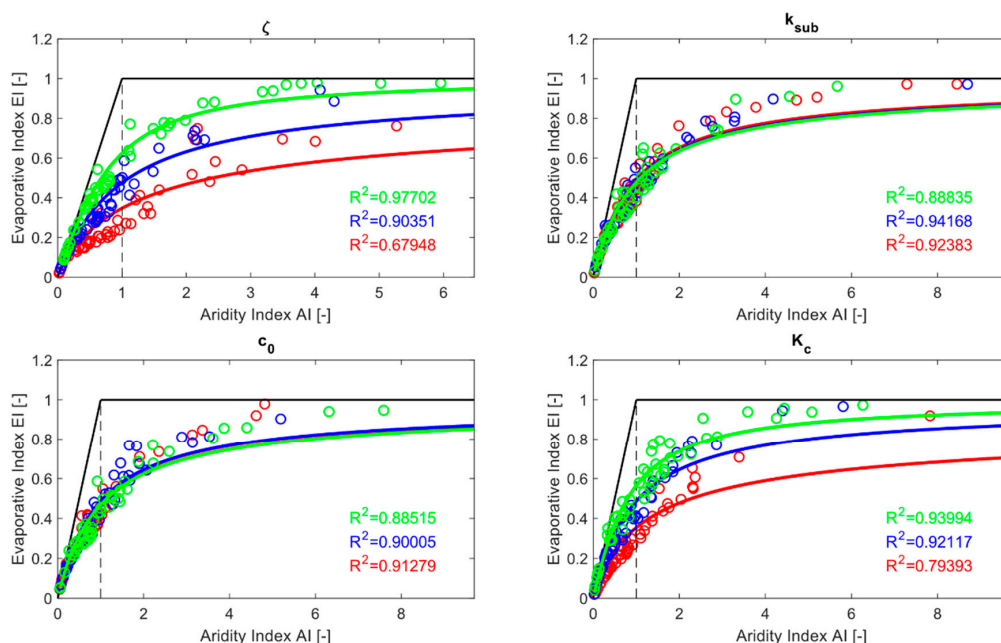 ζ
1.2
1
0.8
0.6
0.4
0.2
0
Evaporative Index EI [-]
R²=0.97702
R²=0.90351
R²=0.67948
0 1 2 3 4 5 6
Aridity Index AI [-]
k_sub
1.2
1
0.8
0.6
0.4
0.2
0
Evaporative Index EI [-]
R²=0.88835
R²=0.94168
R²=0.92383
0 2 4 6 8
Aridity Index AI [-]
c_0
1.2
1
0.8
0.6
0.4
0.2
0
Evaporative Index EI [-]
R²=0.88515
R²=0.90005
R²=0.91279
0 2 4 6 8
Aridity Index AI [-]
K_c
1.2
1
0.8
0.6
0.4
0.2
0
Evaporative Index EI [-]
R²=0.93994
R²=0.92117
R²=0.79393
0 2 4 6 8
Aridity Index AI [-]